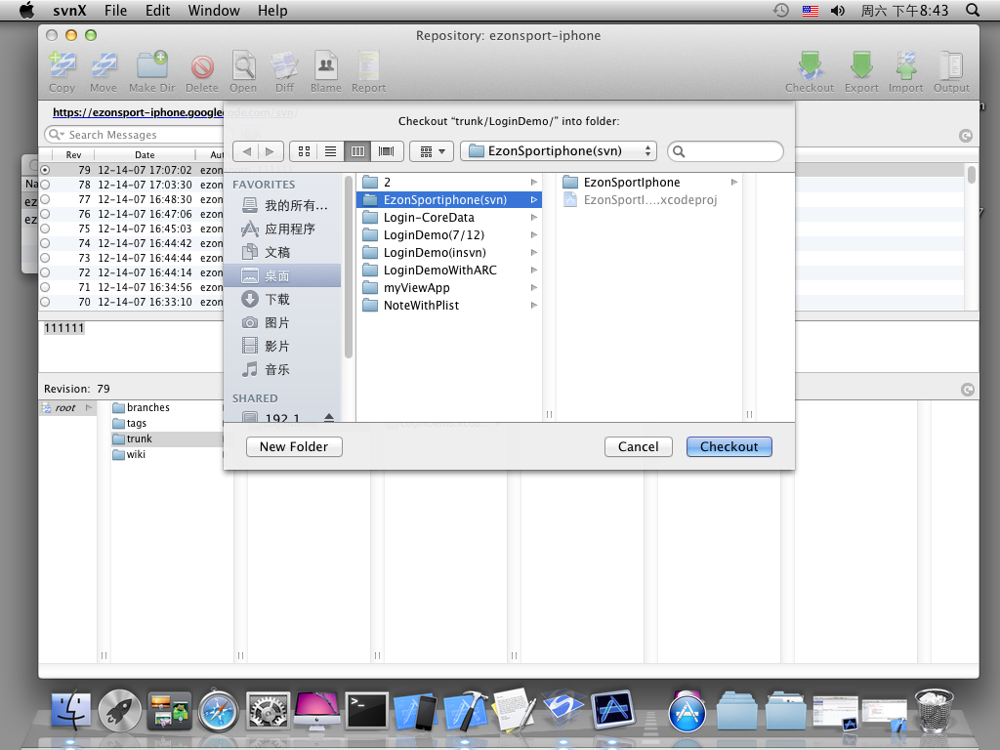 svnX File Edit Window Help 周六 下午8:43
Repository: ezonsport-iphone
Copy Move Make Dir Delete Open Diff Blame Report Checkout Export Import Output
https://ezonsport-iphone.google
Search Messages
Rev Date Aut
79 12-14-07 17:07:02 ezon
78 12-14-07 17:03:30 ezon
77 12-14-07 16:48:30 ezon
76 12-14-07 16:47:06 ezon
75 12-14-07 16:45:03 ezon
74 12-14-07 16:44:42 ezon
73 12-14-07 16:44:44 ezon
72 12-14-07 16:44:14 ezon
71 12-14-07 16:34:56 ezon
70 12-14-07 16:33:10 ezon
Na
ez
ez
111111
Revision: 79
root
branches
tags
trunk
wiki
Checkout “trunk/LoginDemo/” into folder:
EzonSportiphone(svn)
FAVORITES
我的所有...
应用程序
文稿
桌面
下载
图片
影片
音乐
SHARED
192.1
2
EzonSportiphone(svn)
Login-CoreData
LoginDemo(7/12)
LoginDemo(insvn)
LoginDemoWithARC
myViewApp
NoteWithPlist
EzonSportIphone
EzonSportI....xcodeproj
New Folder Cancel Checkout